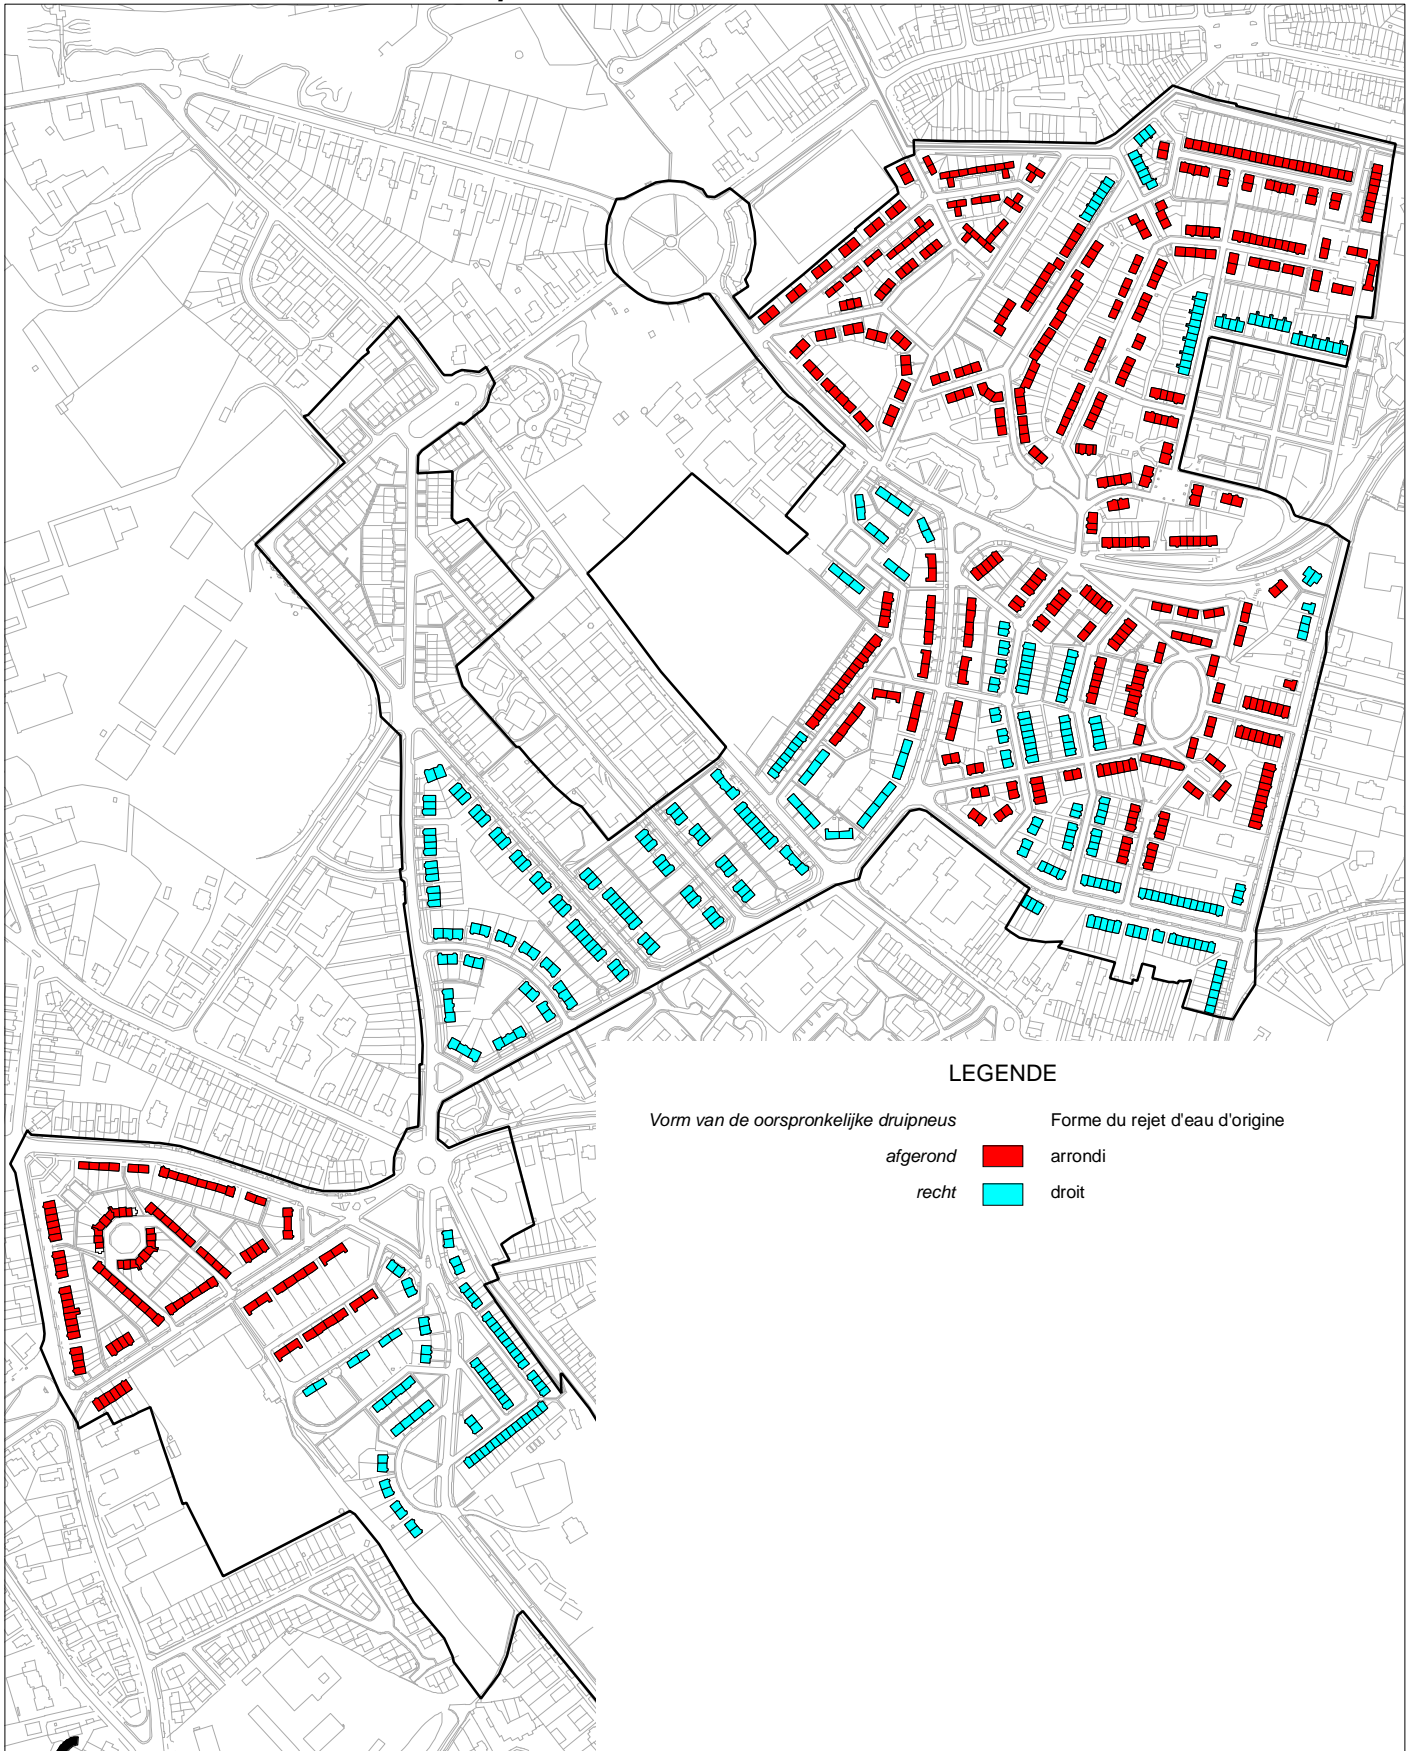 LEGENDE
Vorm van de oorspronkelijke druipneus Forme du rejet d'eau d'origine
afgerond arrondi
recht droit